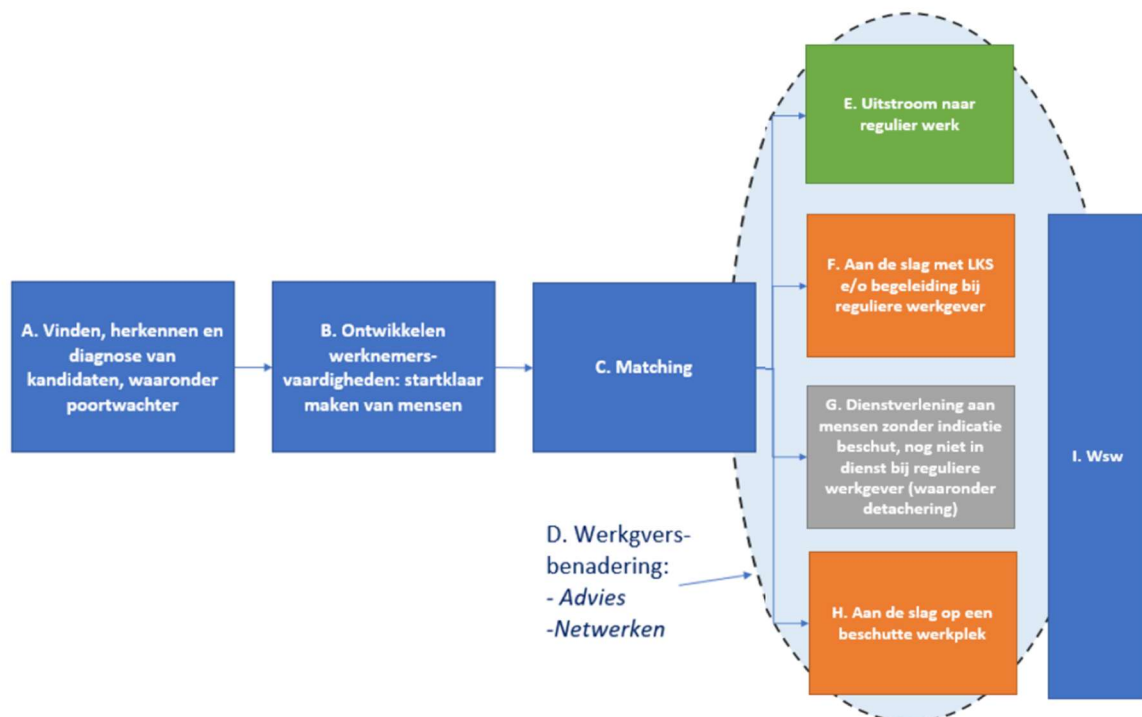 A. Vinden, herkennen en
diagnose van
kandidaten, waaronder
poortwachter
B. Ontwikkelen
werknemers-
vaardigheden: startklaar
maken van mensen
C. Matching
D. Werkgvers-
benadering:
- Advies
-Netwerken
E. Uitstroom naar
regulier werk
F. Aan de slag met LKS
e/o begeleiding bij
reguliere werkgever
G. Dienstverlening aan
mensen zonder indicatie
beschut, nog niet in
dienst bij reguliere
werkgever (waaronder
detachering)
H. Aan de slag op een
beschutte werkplek
I. Wsw